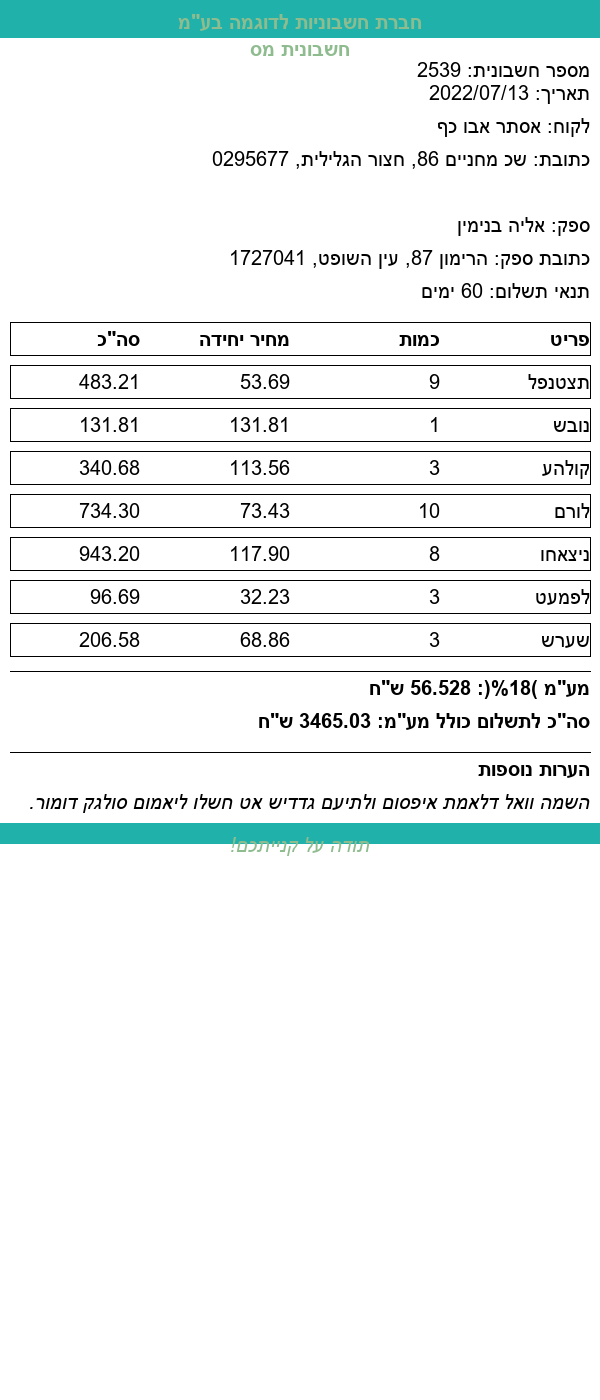 חברת חשבוניות לדוגמה בע"מ
חשבונית מס
מספר חשבונית: 2539
תאריך: 2022/07/13
לקוח: אסתר אבו כף
כתובת: שכ מחניים 86, חצור הגלילית, 0295677
ספק: אליה בנימין
כתובת ספק: הרימון 87, עין השופט, 1727041
תנאי תשלום: 60 ימים
פריט כמות מחיר יחידה סה"כ
תצטנפל 9 53.69 483.21
נובש 1 131.81 131.81
קולהע 3 113.56 340.68
לורם 10 73.43 734.30
ניצאחו 8 117.90 943.20
לפמעט 3 32.23 96.69
שערש 3 68.86 206.58
מע"מ )18%(: 56.528 ש"ח
סה"כ לתשלום כולל מע"מ: 3465.03 ש"ח
הערות נוספות
השמה וואל דלאמת איפסום ולתיעם גדדיש אט חשלו ליאמום סולגק דומור.
תודה על קנייתכם!